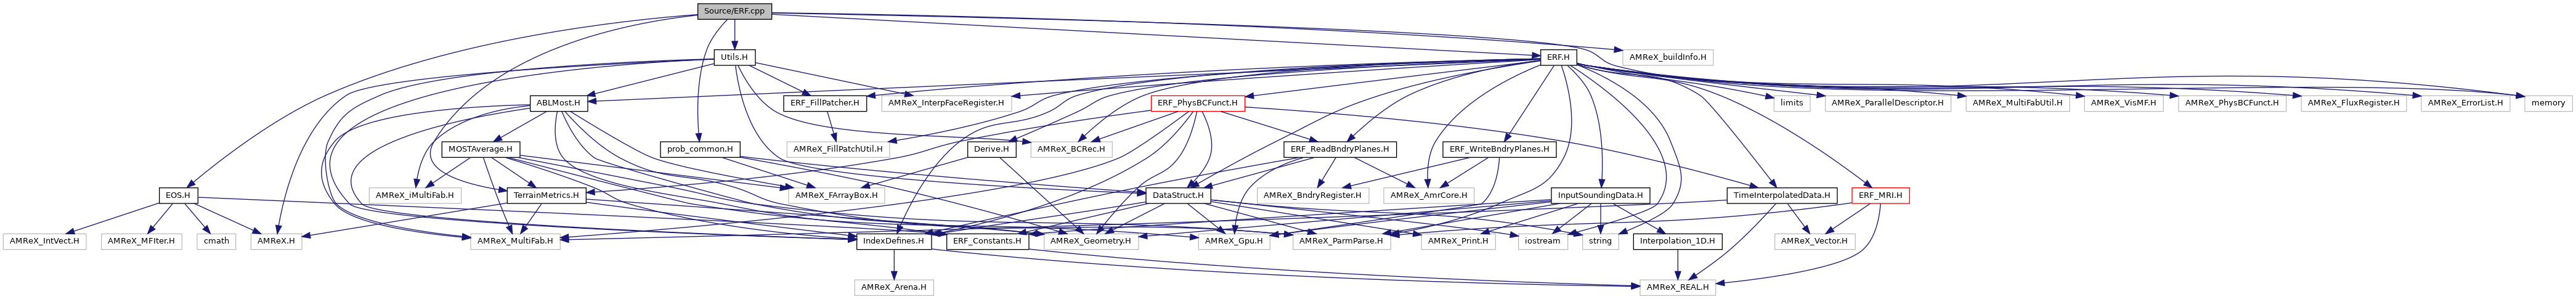 Source/ERF.cpp
Utils.H
ERF.H
AMReX_buildInfo.H
ABLMost.H
ERF_FillPatcher.H
AMReX_InterpFaceRegister.H
ERF_PhysBCFunct.H
limits
AMReX_ParallelDescriptor.H
AMReX_MultiFabUtil.H
AMReX_VisMF.H
AMReX_PhysBCFunct.H
AMReX_FluxRegister.H
AMReX_ErrorList.H
memory
MOSTAverage.H
prob_common.H
AMReX_FillPatchUtil.H
Derive.H
AMReX_BCRec.H
ERF_ReadBndryPlanes.H
ERF_WriteBndryPlanes.H
EOS.H
AMReX_iMultiFab.H
TerrainMetrics.H
AMReX_FArrayBox.H
DataStruct.H
AMReX_BndryRegister.H
AMReX_AmrCore.H
InputSoundingData.H
TimeInterpolatedData.H
ERF_MRI.H
AMReX_IntVect.H
AMReX_MFIter.H
cmath
AMReX.H
AMReX_MultiFab.H
IndexDefines.H
ERF_Constants.H
AMReX_Geometry.H
AMReX_Gpu.H
AMReX_ParmParse.H
AMReX_Print.H
iostream
string
Interpolation_1D.H
AMReX_Vector.H
AMReX_Arena.H
AMReX_REAL.H